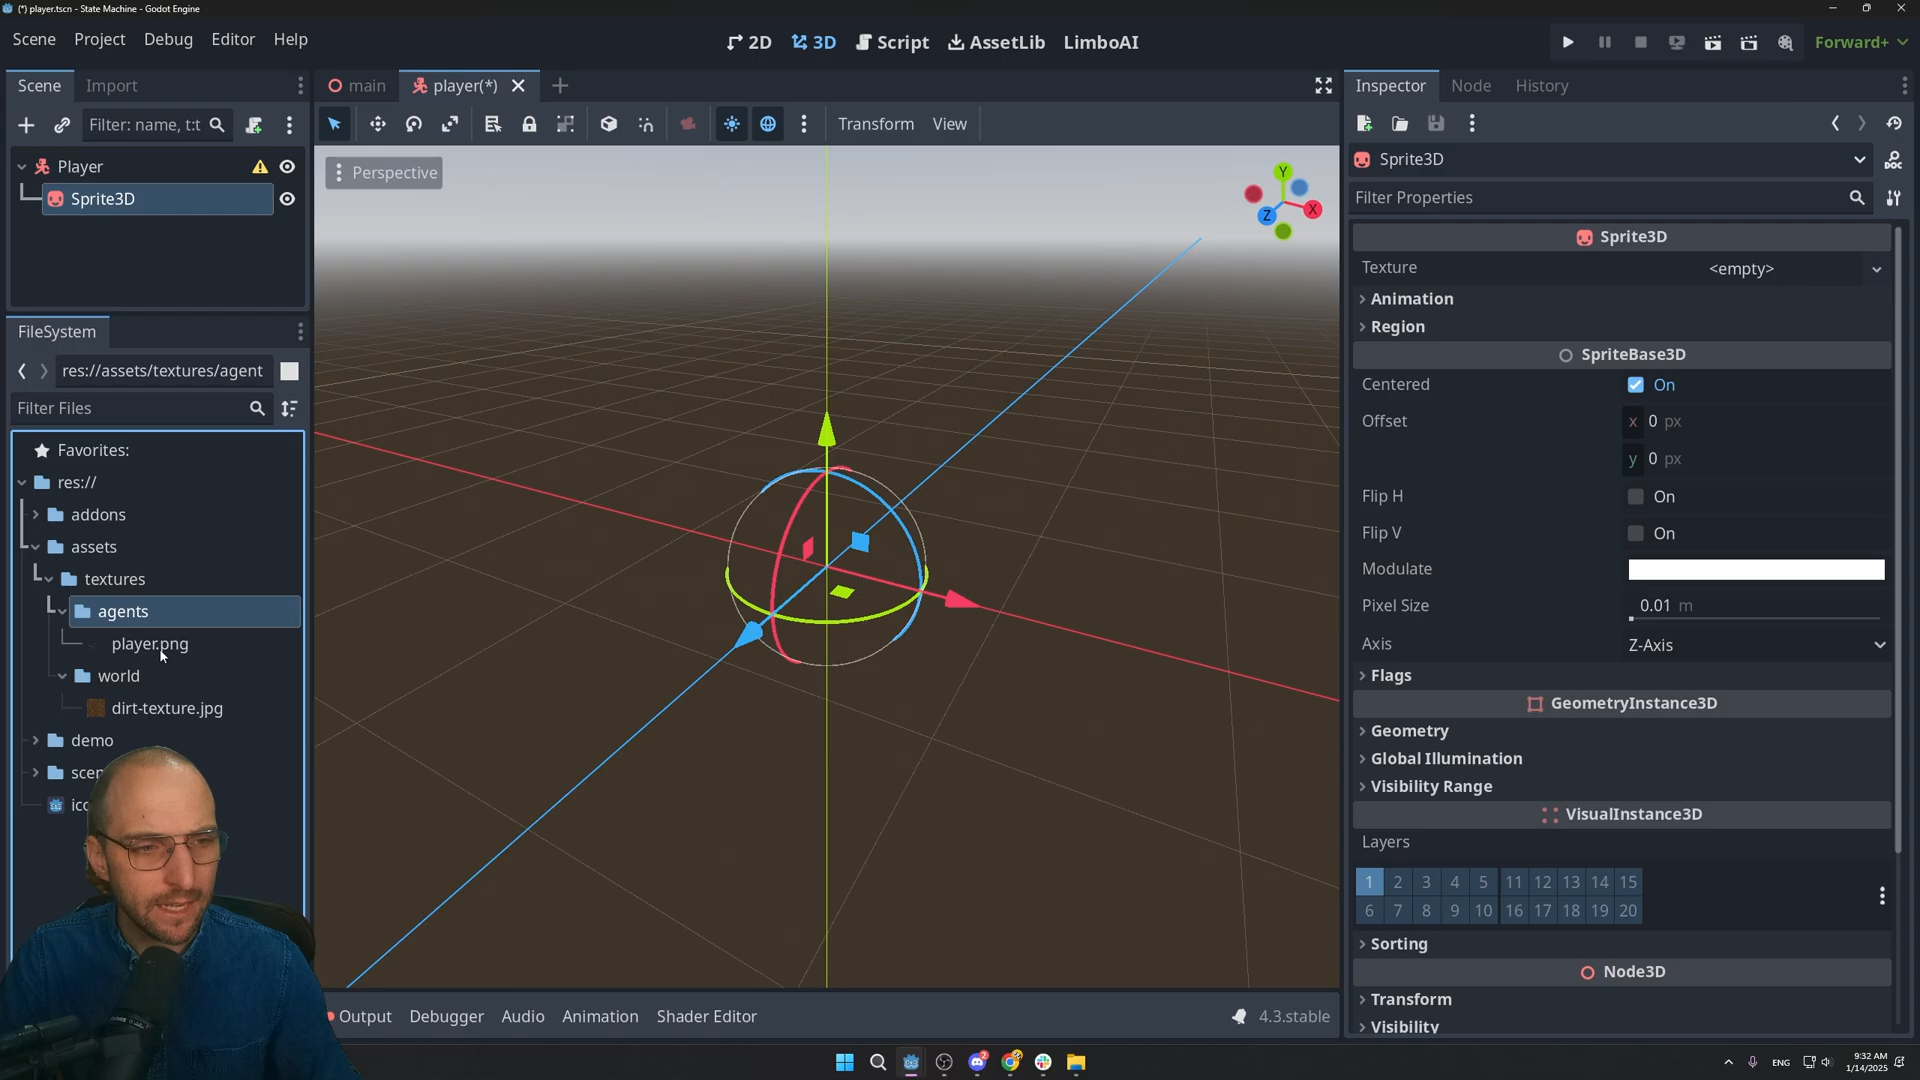 (*) player.tscn - State Machine - Godot Engine
Scene Project Debug Editor Help
2D 3D Script AssetLib LimboAI
Forward+
Scene Import
main player(*)
Inspector Node History
Filter: name, t:t
Transform View
Player
Sprite3D
Perspective
Y
X
Z
Sprite3D
Filter Properties
Sprite3D
Texture <empty>
Animation
Region
SpriteBase3D
Centered On
Offset x 0 px
y 0 px
Flip H On
Flip V On
Modulate
Pixel Size 0.01 m
Axis Z-Axis
Flags
GeometryInstance3D
Geometry
Global Illumination
Visibility Range
VisualInstance3D
Layers
1 2 3 4 5 11 12 13 14 15
6 7 8 9 10 16 17 18 19 20
Sorting
Node3D
Transform
Visibility
FileSystem
res://assets/textures/agent
Filter Files
Favorites:
res://
addons
assets
textures
agents
player.png
world
dirt-texture.jpg
demo
scen
ico
Output Debugger Audio Animation Shader Editor
4.3.stable
2
ENG
9:32 AM
1/14/2025